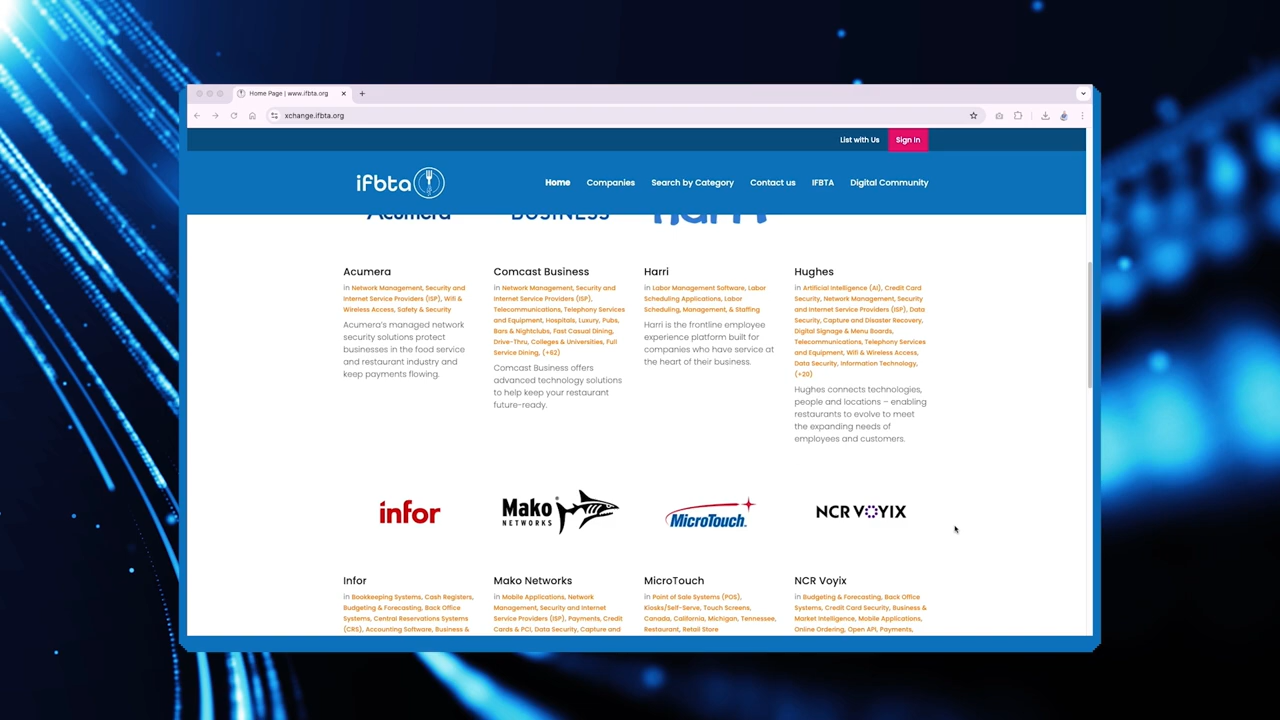 Home Page | www.ifbta.org
xchange.ifbta.org
List with Us
Sign In
ifbta
Home
Companies
Search by Category
Contact us
IFBTA
Digital Community
Acumera
BUSINESS
Harri
Acumera
in Network Management, Security and
Internet Service Providers (ISP), Wifi &
Wireless Access, Safety & Security
Acumera's managed network
security solutions protect
businesses in the food service
and restaurant industry and
keep payments flowing.
Comcast Business
in Network Management, Security and
Internet Service Providers (ISP),
Telecommunications, Telephony Services
and Equipment, Hospitals, Luxury, Pubs,
Bars & Nightclubs, Fast Casual Dining,
Drive-Thru, Colleges & Universities, Full
Service Dining, (+62)
Comcast Business offers
advanced technology solutions
to help keep your restaurant
future-ready.
Harri
in Labor Management Software, Labor
Scheduling Applications, Labor
Scheduling, Management, & Staffing
Harri is the frontline employee
experience platform built for
companies who have service at
the heart of their business.
Hughes
in Artificial Intelligence (AI), Credit Card
Security, Network Management, Security
and Internet Service Providers (ISP), Data
Security, Capture and Disaster Recovery,
Digital Signage & Menu Boards,
Telecommunications, Telephony Services
and Equipment, Wifi & Wireless Access,
Data Security, Information Technology,
(+20)
Hughes connects technologies,
people and locations – enabling
restaurants to evolve to meet
the expanding needs of
employees and customers.
infor
Mako
NETWORKS
MicroTouch
NCR VOYIX
Infor
in Bookkeeping Systems, Cash Registers,
Budgeting & Forecasting, Back Office
Systems, Central Reservations Systems
(CRS), Accounting Software, Business &
Mako Networks
in Mobile Applications, Network
Management, Security and Internet
Service Providers (ISP), Payments, Credit
Cards & PCI, Data Security, Capture and
MicroTouch
in Point of Sale Systems (POS),
Kiosks/Self-Serve, Touch Screens,
Canada, California, Michigan, Tennessee,
Restaurant, Retail Store
NCR Voyix
in Budgeting & Forecasting, Back Office
Systems, Credit Card Security, Business &
Market Intelligence, Mobile Applications,
Online Ordering, Open API, Payments,